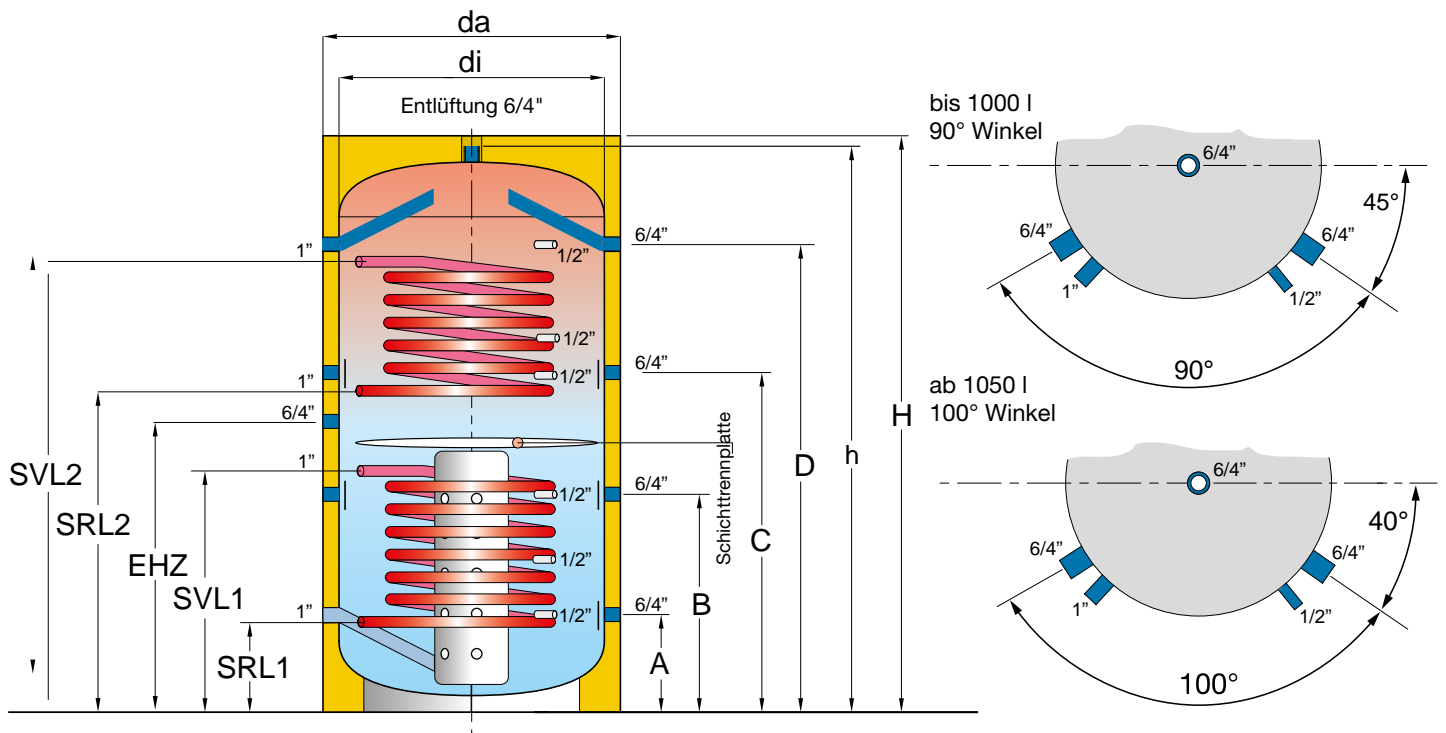 da
di
Entlüftung 6/4"
1”
6/4”
1/2”
1/2”
1”
1/2”
6/4”
6/4”
1”
1/2”
6/4”
1/2”
1”
1/2”
6/4”
SVL2
SRL2
EHZ
SVL1
SRL1
Schichttrennplatte
A
B
C
D
h
H
bis 1000 l
90° Winkel
6/4”
45°
6/4”
6/4”
1”
1/2”
90°
ab 1050 l
100° Winkel
6/4”
40°
6/4”
6/4”
1”
1/2”
100°